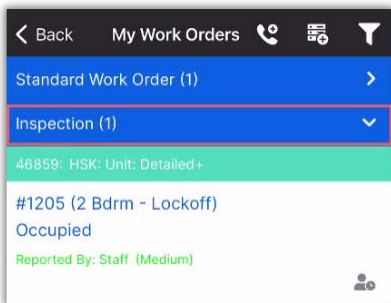 Back My Work Orders
Standard Work Order (1)
Inspection (1)
46859: HSK: Unit: Detailed+
#1205 (2 Bdrm - Lockoff)
Occupied
Reported By: Staff (Medium)